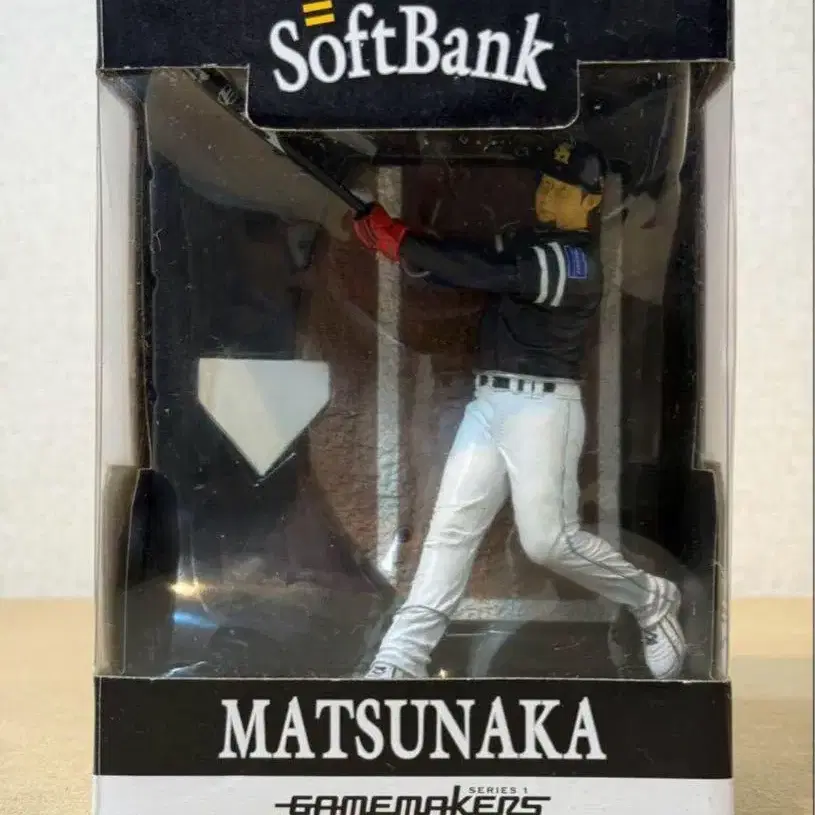 SoftBank
MATSUNAKA
SERIES 1
GAMEMAKERS